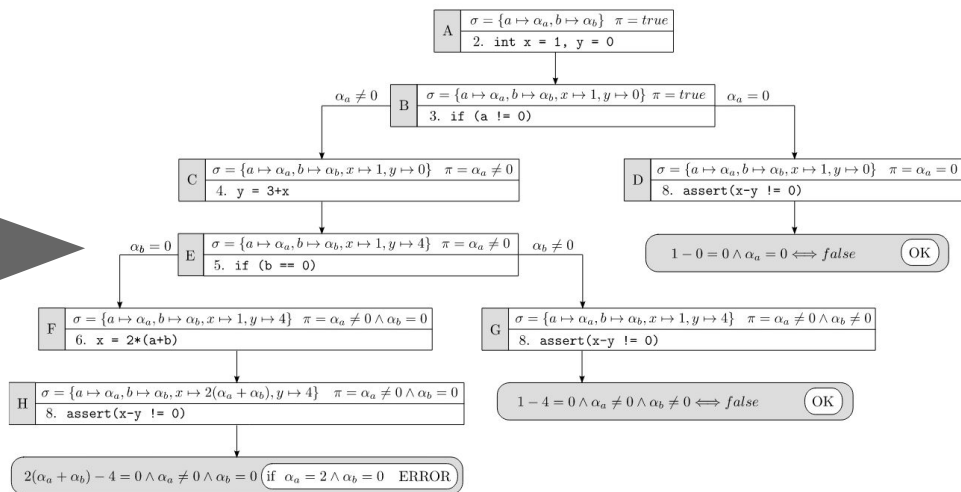 A
σ = {a ↦ α_a, b ↦ α_b} π = true
2. int x = 1, y = 0
α_a ≠ 0
B
σ = {a ↦ α_a, b ↦ α_b, x ↦ 1, y ↦ 0} π = true
α_a = 0
3. if (a != 0)
C
σ = {a ↦ α_a, b ↦ α_b, x ↦ 1, y ↦ 0} π = α_a ≠ 0
4. y = 3+x
D
σ = {a ↦ α_a, b ↦ α_b, x ↦ 1, y ↦ 0} π = α_a = 0
8. assert(x-y != 0)
α_b = 0
E
σ = {a ↦ α_a, b ↦ α_b, x ↦ 1, y ↦ 4} π = α_a ≠ 0
α_b ≠ 0
5. if (b == 0)
1 − 0 = 0 ∧ α_a = 0 ⟺ false OK
F
σ = {a ↦ α_a, b ↦ α_b, x ↦ 1, y ↦ 4} π = α_a ≠ 0 ∧ α_b = 0
6. x = 2*(a+b)
G
σ = {a ↦ α_a, b ↦ α_b, x ↦ 1, y ↦ 4} π = α_a ≠ 0 ∧ α_b ≠ 0
8. assert(x-y != 0)
H
σ = {a ↦ α_a, b ↦ α_b, x ↦ 2(α_a + α_b), y ↦ 4} π = α_a ≠ 0 ∧ α_b = 0
8. assert(x-y != 0)
1 − 4 = 0 ∧ α_a ≠ 0 ∧ α_b ≠ 0 ⟺ false OK
2(α_a + α_b) − 4 = 0 ∧ α_a ≠ 0 ∧ α_b = 0 if α_a = 2 ∧ α_b = 0 ERROR